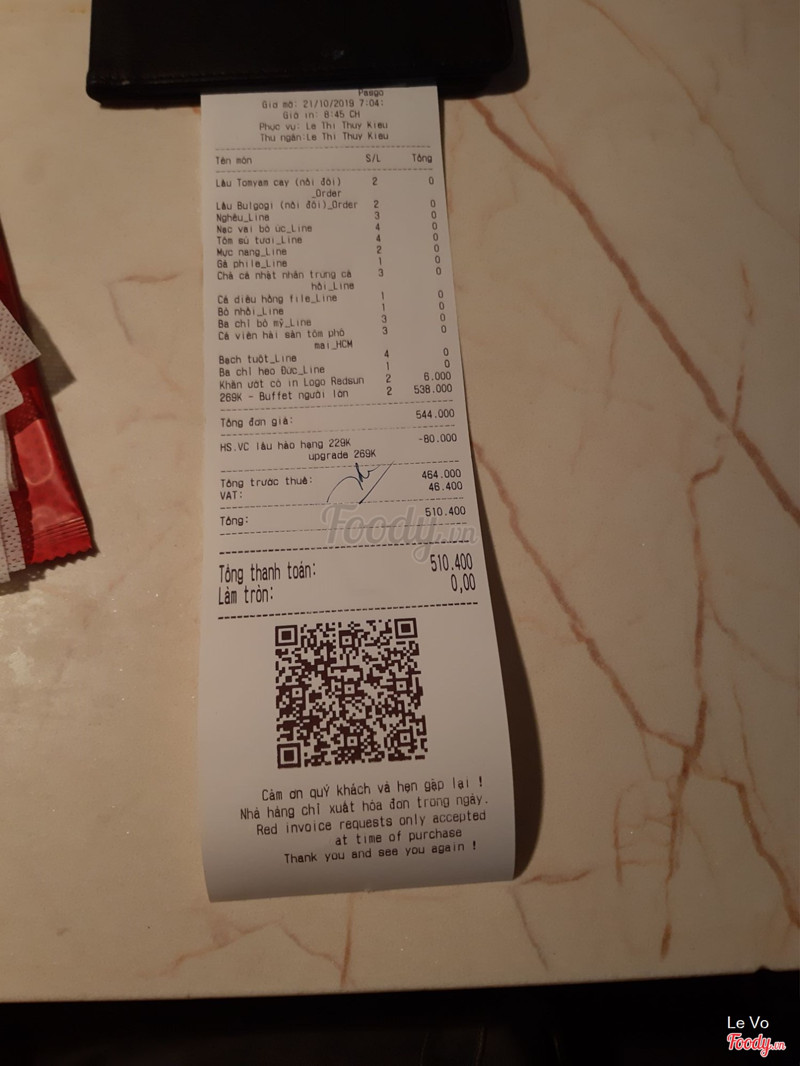 Pasgo
Giờ mở: 21/10/2019 7:04:
Giờ in: 8:45 CH
Phục vụ: Le Thi Thuy Kieu
Thu ngân:Le Thi Thuy Kieu
Tên món S/L Tổng
Lẩu Tomyam cay (nồi đôi) 2 0
_Order
Lẩu Bulgogi (nồi đôi)_Order 2 0
Nghêu_Line 3 0
Nạc vai bò úc_Line 4 0
Tôm sú tươi_Line 4 0
Mực nang_Line 2 0
Gà phile_Line 1 0
Chả cá nhật nhân trứng cá 3 0
hồi_Line
Cá diêu hồng file_Line 1 0
Bò nhồi_Line 1 0
Ba chỉ bò mỹ_Line 3 0
Cá viên hải sản tôm phô 3 0
mai_HCM
Bạch tuột_Line 4 0
Ba chỉ heo Đức_Line 1 0
Khăn ướt có in Logo Redsun 2 6.000
269K - Buffet người lớn 2 538.000
Tổng đơn giá: 544.000
HS.VC lẩu hào hạng 229K -80.000
upgrade 269K
Tổng trước thuế: 464.000
VAT: 46.400
Tổng: 510.400
Foody.vn
Tổng thanh toán: 510.400
Làm tròn: 0,00
Cảm ơn quý khách và hẹn gặp lại !
Nhà hàng chỉ xuất hóa đơn trong ngày.
Red invoice requests only accepted
at time of purchase
Thank you and see you again !
Le Vo
Foody.vn